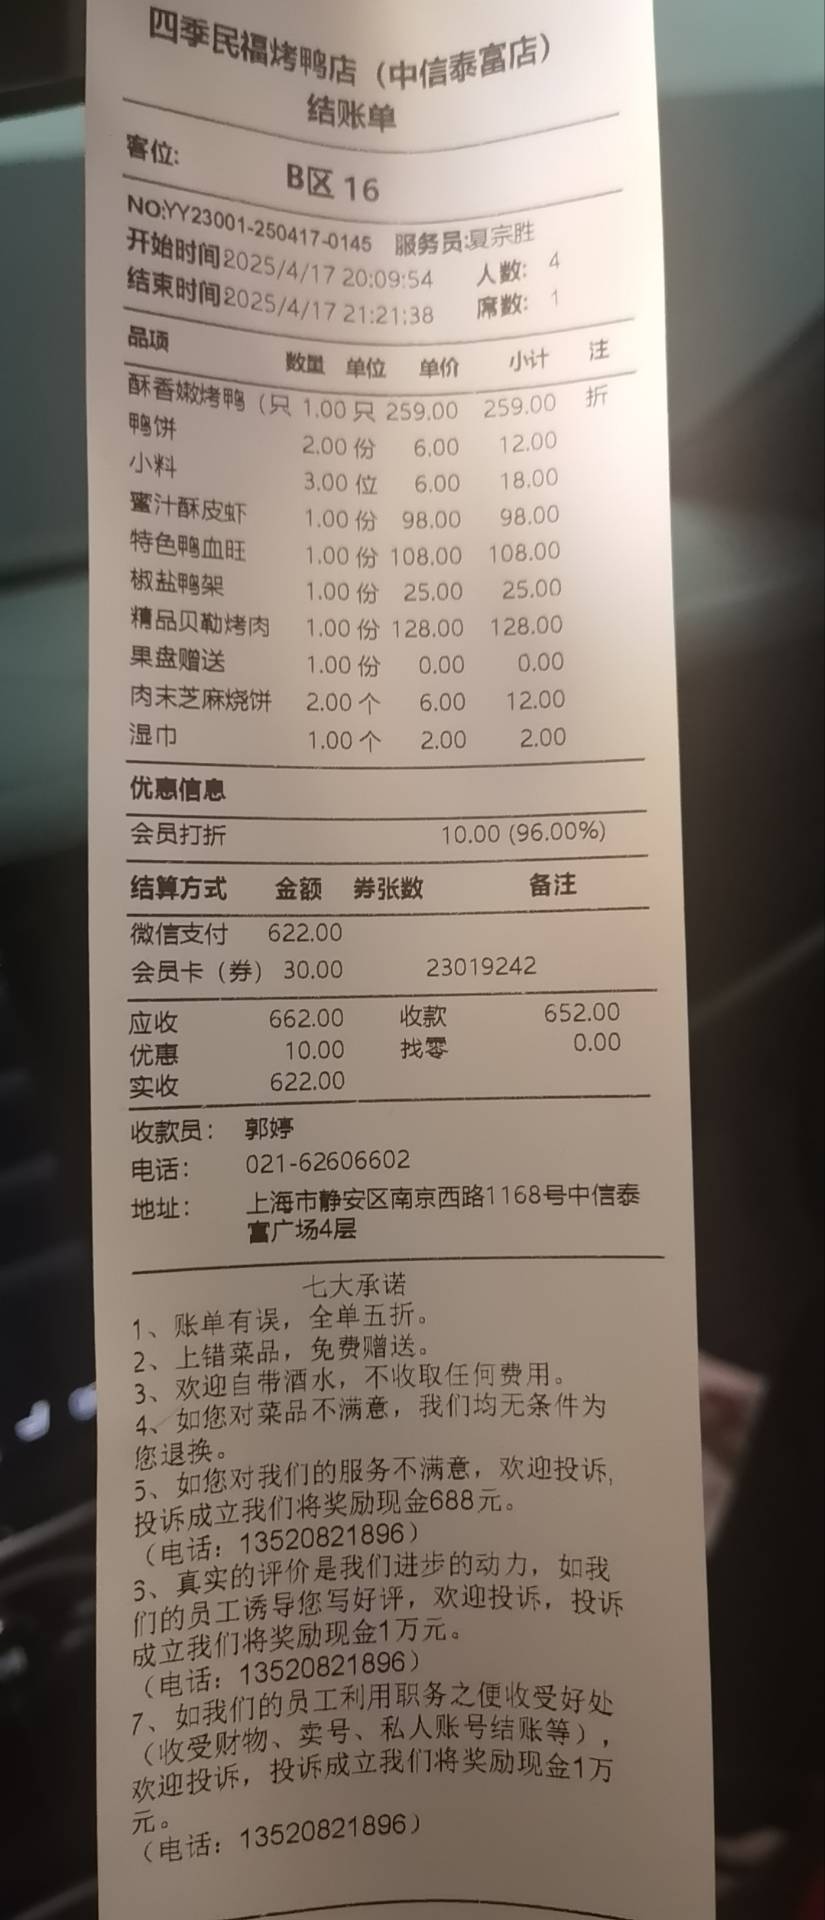 四季民福烤鸭店（中信泰富店）
结账单
客位: B区 16
NO:YY23001-250417-0145 服务员:夏宗胜
开始时间2025/4/17 20:09:54 人数: 4
结束时间2025/4/17 21:21:38 席数: 1
品项 数量 单位 单价 小计 注
酥香嫩烤鸭（只 1.00 只 259.00 259.00 折
鸭饼 2.00 份 6.00 12.00
小料 3.00 位 6.00 18.00
蜜汁酥皮虾 1.00 份 98.00 98.00
特色鸭血旺 1.00 份 108.00 108.00
椒盐鸭架 1.00 份 25.00 25.00
精品贝勒烤肉 1.00 份 128.00 128.00
果盘赠送 1.00 份 0.00 0.00
肉末芝麻烧饼 2.00 个 6.00 12.00
湿巾 1.00 个 2.00 2.00
优惠信息
会员打折 10.00 (96.00%)
结算方式 金额 券张数 备注
微信支付 622.00
会员卡（券） 30.00 23019242
应收 662.00 收款 652.00
优惠 10.00 找零 0.00
实收 622.00
收款员： 郭婷
电话： 021-62606602
地址： 上海市静安区南京西路1168号中信泰
富广场4层
七大承诺
1、账单有误，全单五折。
2、上错菜品，免费赠送。
3、欢迎自带酒水，不收取任何费用。
4、如您对菜品不满意，我们均无条件为
您退换。
5、如您对我们的服务不满意，欢迎投诉，
投诉成立我们将奖励现金688元。
（电话：13520821896）
6、真实的评价是我们进步的动力，如我
们的员工诱导您写好评，欢迎投诉，投诉
成立我们将奖励现金1万元。
（电话：13520821896）
7、如我们的员工利用职务之便收受好处
（收受财物、卖号、私人账号结账等），
欢迎投诉，投诉成立我们将奖励现金1万
元。
（电话：13520821896）